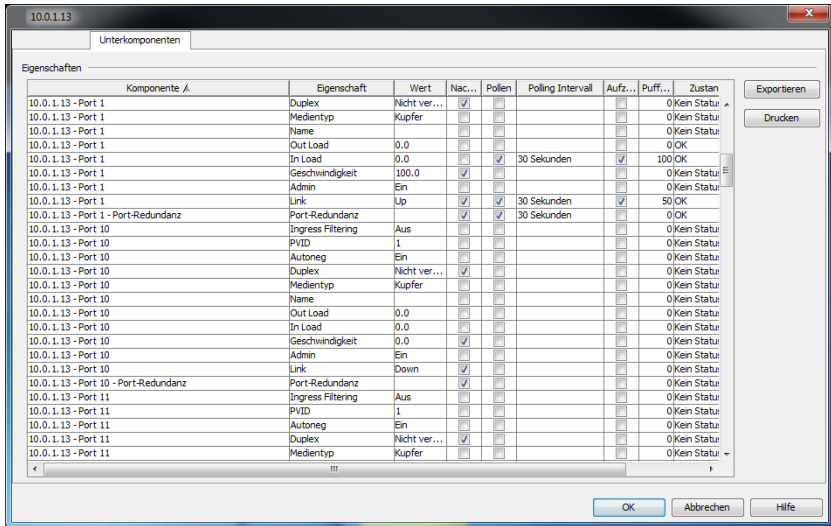 10.0.1.13
Unterkomponenten
Eigenschaften
Komponente Eigenschaft Wert Nac... Pollen Polling Intervall Aufz... Puff... Zustan
10.0.1.13 - Port 1 Duplex Nicht ver... 0 Kein Status
10.0.1.13 - Port 1 Medientyp Kupfer 0 Kein Status
10.0.1.13 - Port 1 Name 0 Kein Status
10.0.1.13 - Port 1 Out Load 0.0 0 OK
10.0.1.13 - Port 1 In Load 0.0 30 Sekunden 100 OK
10.0.1.13 - Port 1 Geschwindigkeit 100.0 0 Kein Status
10.0.1.13 - Port 1 Admin Ein 0 Kein Status
10.0.1.13 - Port 1 Link Up 30 Sekunden 50 OK
10.0.1.13 - Port 1 - Port-Redundanz Port-Redundanz 30 Sekunden 0 OK
10.0.1.13 - Port 10 Ingress Filtering Aus 0 Kein Status
10.0.1.13 - Port 10 PVID 1 0 Kein Status
10.0.1.13 - Port 10 Autoneg Ein 0 Kein Status
10.0.1.13 - Port 10 Duplex Nicht ver... 0 Kein Status
10.0.1.13 - Port 10 Medientyp Kupfer 0 Kein Status
10.0.1.13 - Port 10 Name 0 Kein Status
10.0.1.13 - Port 10 Out Load 0.0 0 Kein Status
10.0.1.13 - Port 10 In Load 0.0 0 Kein Status
10.0.1.13 - Port 10 Geschwindigkeit 0.0 0 Kein Status
10.0.1.13 - Port 10 Admin Ein 0 Kein Status
10.0.1.13 - Port 10 Link Down 0 Kein Status
10.0.1.13 - Port 10 - Port-Redundanz Port-Redundanz 0 Kein Status
10.0.1.13 - Port 11 Ingress Filtering Aus 0 Kein Status
10.0.1.13 - Port 11 PVID 1 0 Kein Status
10.0.1.13 - Port 11 Autoneg Ein 0 Kein Status
10.0.1.13 - Port 11 Duplex Nicht ver... 0 Kein Status
10.0.1.13 - Port 11 Medientyp Kupfer 0 Kein Status
Exportieren
Drucken
OK Abbrechen Hilfe